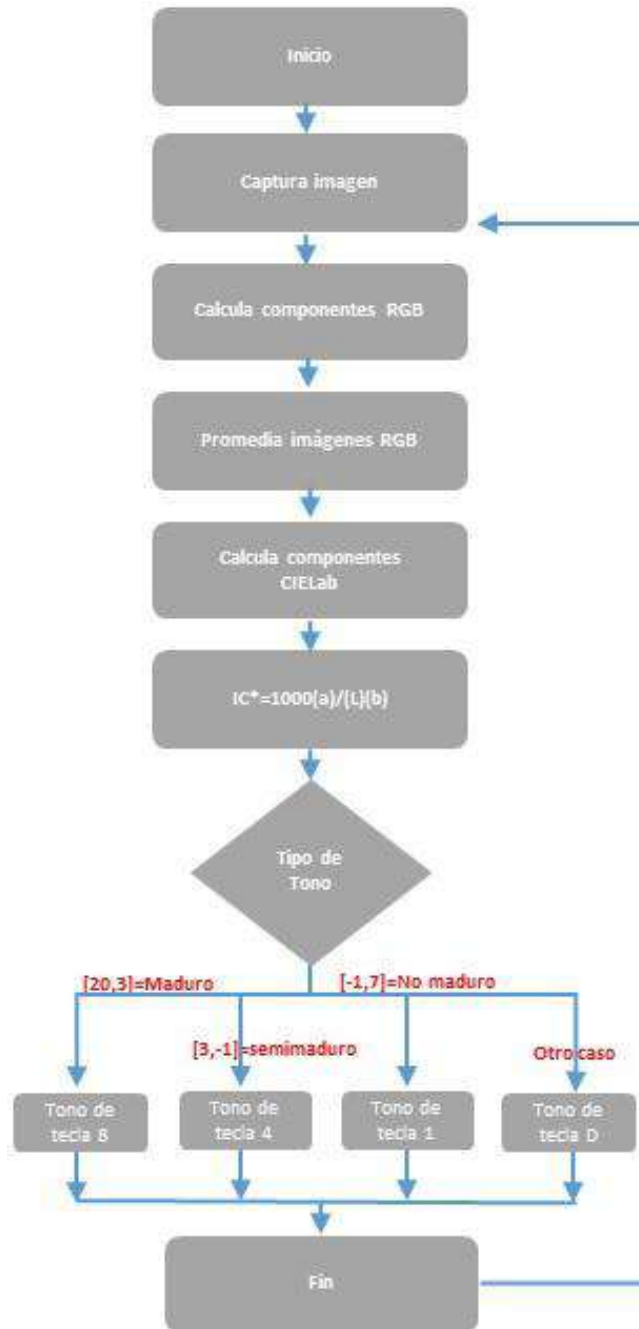 Inicio
Captura imagen
Calcula componentes RGB
Promedia imágenes RGB
Calcula componentes
CIELab
IC*=1000(a)/(L)(b)
Tipo de
Tono
[20,3]=Maduro
[-1,7]=No maduro
[3,-1]=semimaduro
Otro caso
Tono de
tecla 8
Tono de
tecla 4
Tono de
tecla 1
Tono de
tecla D
Fin